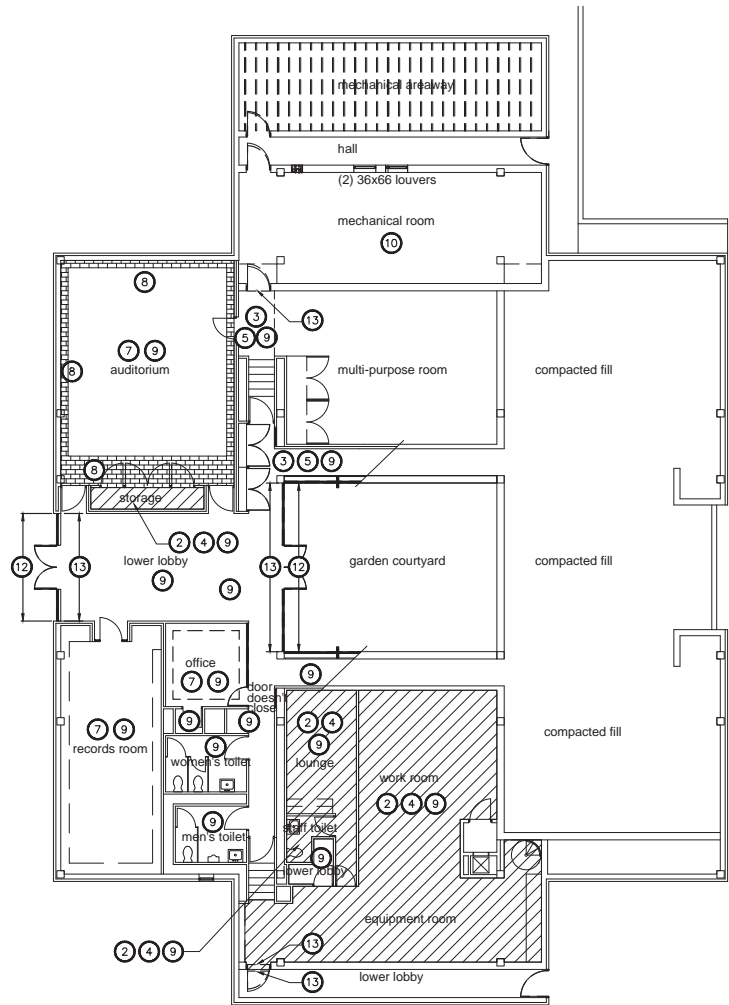 mechanical areaway
hall
(2) 36x66 louvers
mechanical room
10
8
3
13
5 9
7 9
8
auditorium
multi-purpose room
compacted fill
3 5 9
8
storage
2 4 9
lower lobby
garden courtyard
compacted fill
12
13
13
12
9
9
office
9
7 9
door
doesn't
close
9
9
2 4
7 9
9
records room
9
women's toilet
lounge
compacted fill
work room
2 4 9
9
men's toilet
staff toilet
9
lower lobby
equipment room
2 4 9
13
lower lobby
13